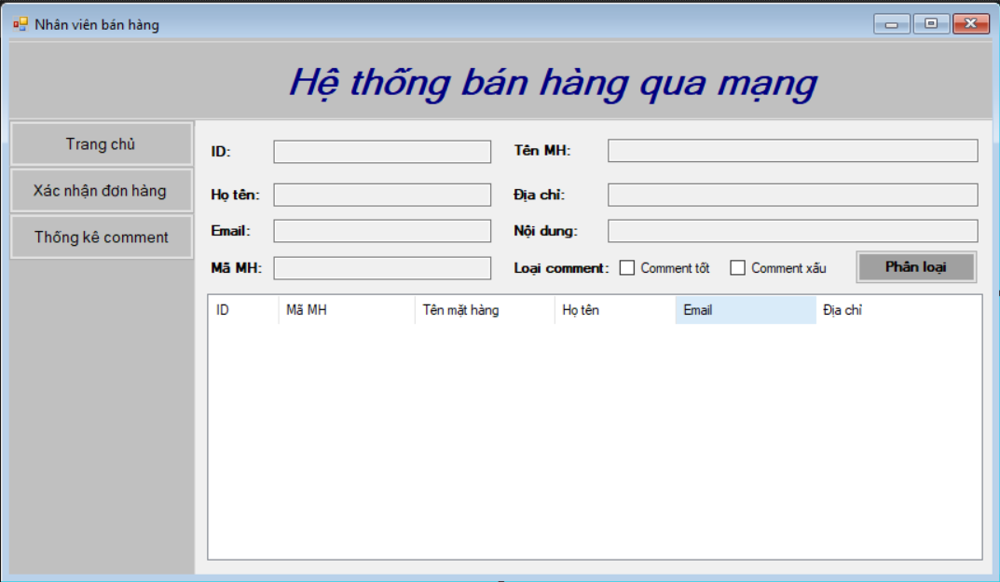 Nhân viên bán hàng
Hệ thống bán hàng qua mạng
Trang chủ
Xác nhận đơn hàng
Thống kê comment
ID:
Tên MH:
Họ tên:
Địa chỉ:
Email:
Nội dung:
Mã MH:
Loại comment: Comment tốt Comment xấu Phân loại
ID Mã MH Tên mặt hàng Họ tên Email Địa chỉ